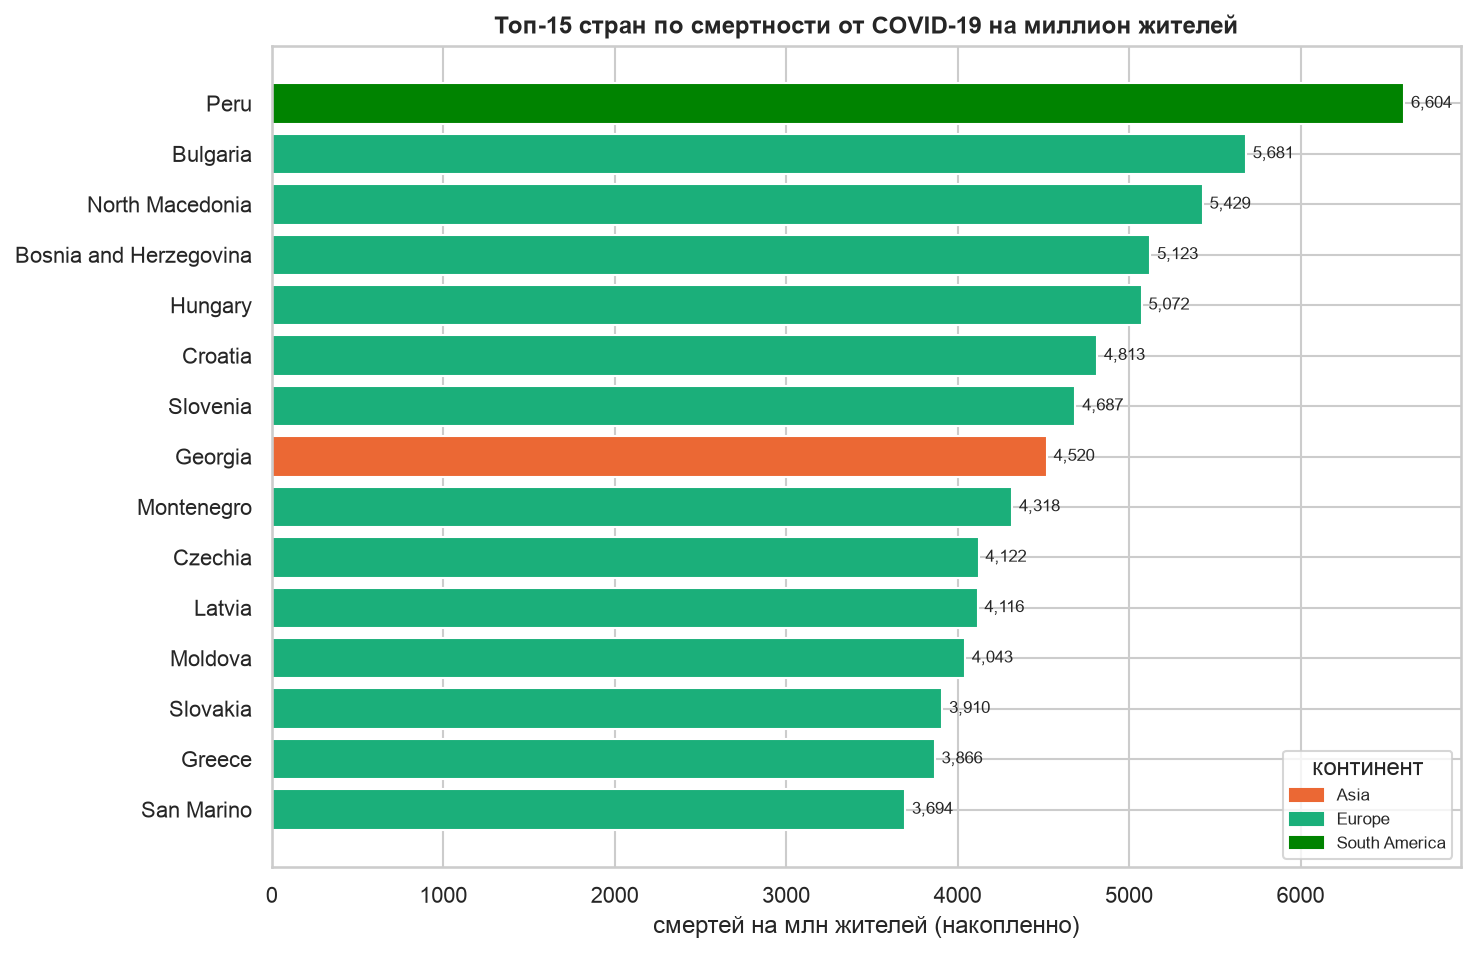 Топ-15 стран по смертности от COVID-19 на миллион жителей
Peru 6,604
Bulgaria 5,681
North Macedonia 5,429
Bosnia and Herzegovina 5,123
Hungary 5,072
Croatia 4,813
Slovenia 4,687
Georgia 4,520
Montenegro 4,318
Czechia 4,122
Latvia 4,116
Moldova 4,043
Slovakia 3,910
Greece 3,866
San Marino 3,694
континент
Asia
Europe
South America
0 1000 2000 3000 4000 5000 6000
смертей на млн жителей (накопленно)